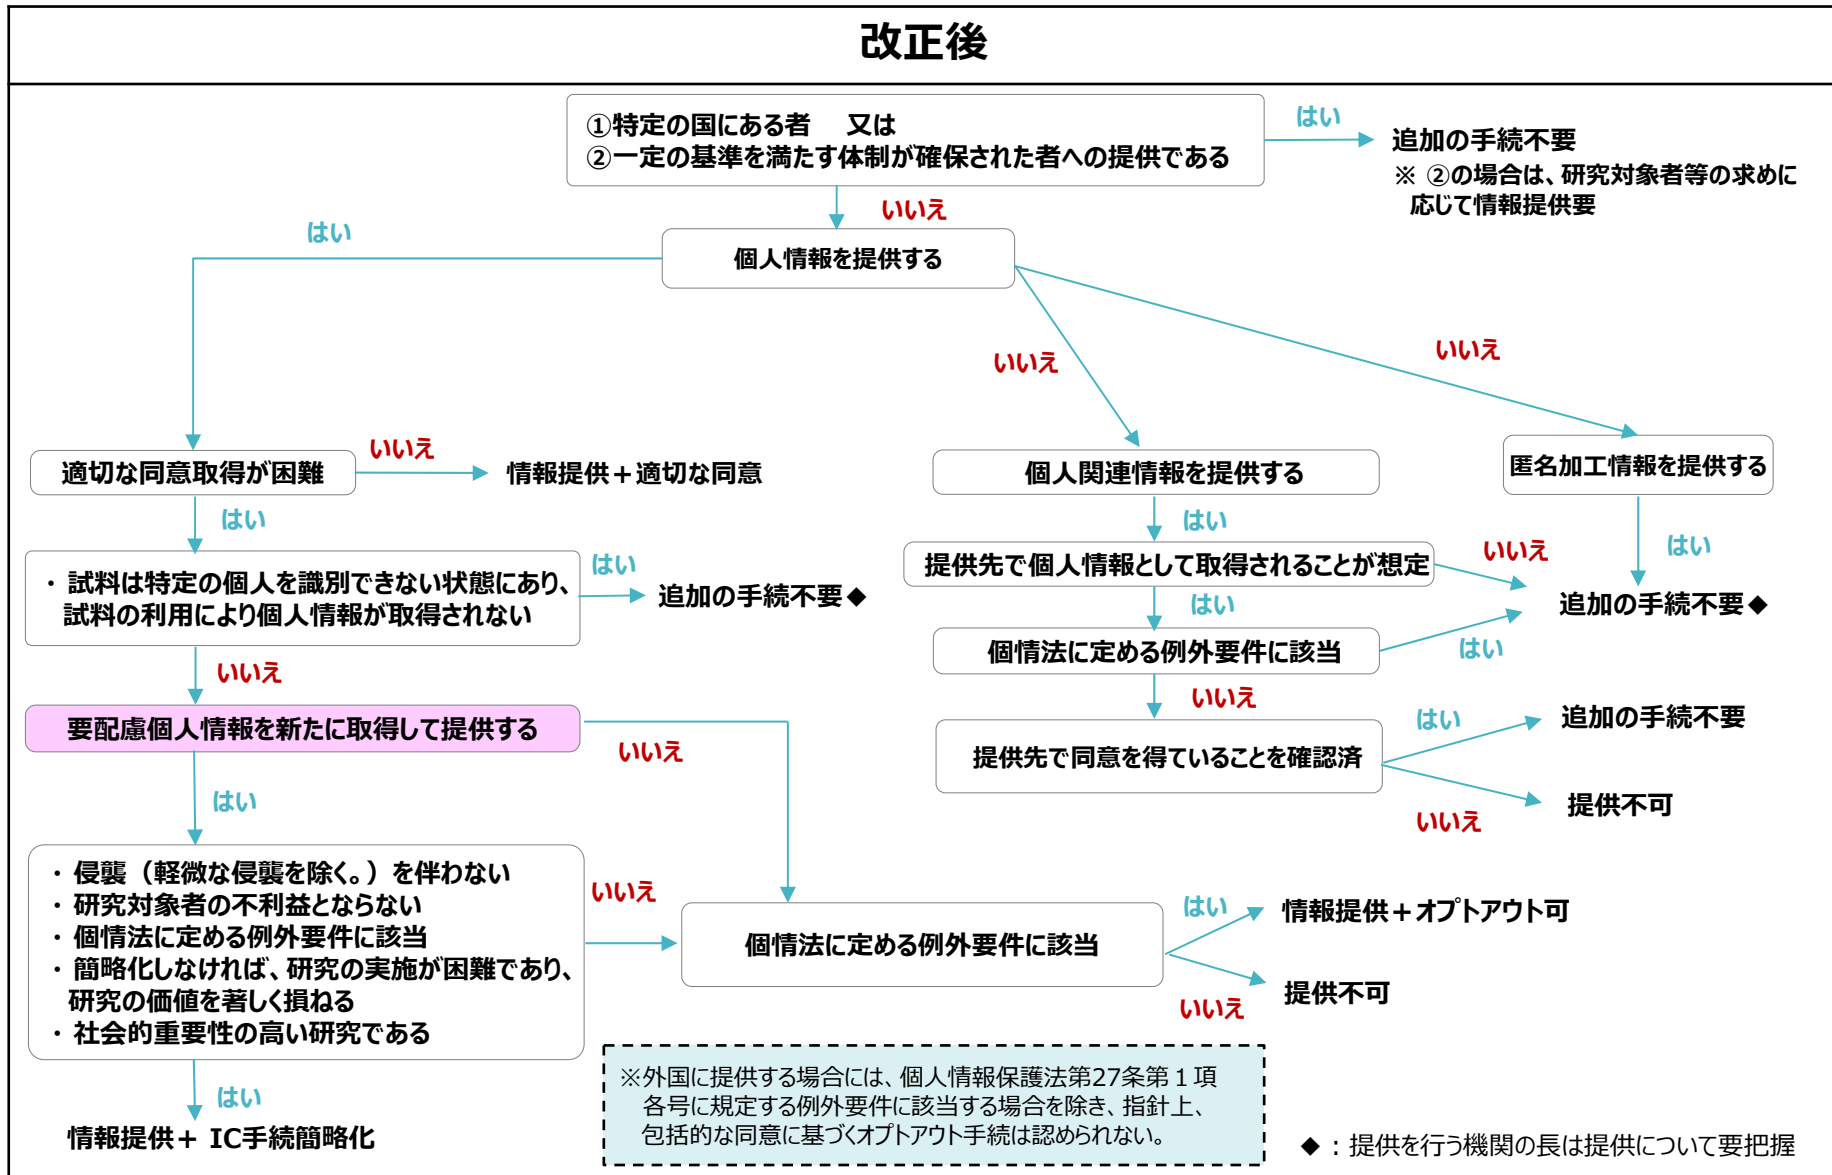 改正後
①特定の国にある者 又は
②一定の基準を満たす体制が確保された者への提供である
はい
追加の手続不要
※ ②の場合は、研究対象者等の求めに
応じて情報提供要
いいえ
はい
個人情報を提供する
いいえ
いいえ
適切な同意取得が困難
いいえ
情報提供＋適切な同意
個人関連情報を提供する
匿名加工情報を提供する
はい
はい
はい
・ 試料は特定の個人を識別できない状態にあり、
試料の利用により個人情報が取得されない
はい
追加の手続不要◆
提供先で個人情報として取得されることが想定
いいえ
追加の手続不要◆
はい
個情法に定める例外要件に該当
はい
いいえ
いいえ
要配慮個人情報を新たに取得して提供する
いいえ
提供先で同意を得ていることを確認済
はい
追加の手続不要
いいえ
提供不可
はい
・ 侵襲（軽微な侵襲を除く。）を伴わない
・ 研究対象者の不利益とならない
・ 個情法に定める例外要件に該当
・ 簡略化しなければ、研究の実施が困難であり、
研究の価値を著しく損ねる
・ 社会的重要性の高い研究である
いいえ
個情法に定める例外要件に該当
はい
情報提供＋オプトアウト可
いいえ
提供不可
はい
情報提供＋ IC手続簡略化
※外国に提供する場合には、個人情報保護法第27条第１項
各号に規定する例外要件に該当する場合を除き、指針上、
包括的な同意に基づくオプトアウト手続は認められない。
◆ ：提供を行う機関の長は提供について要把握